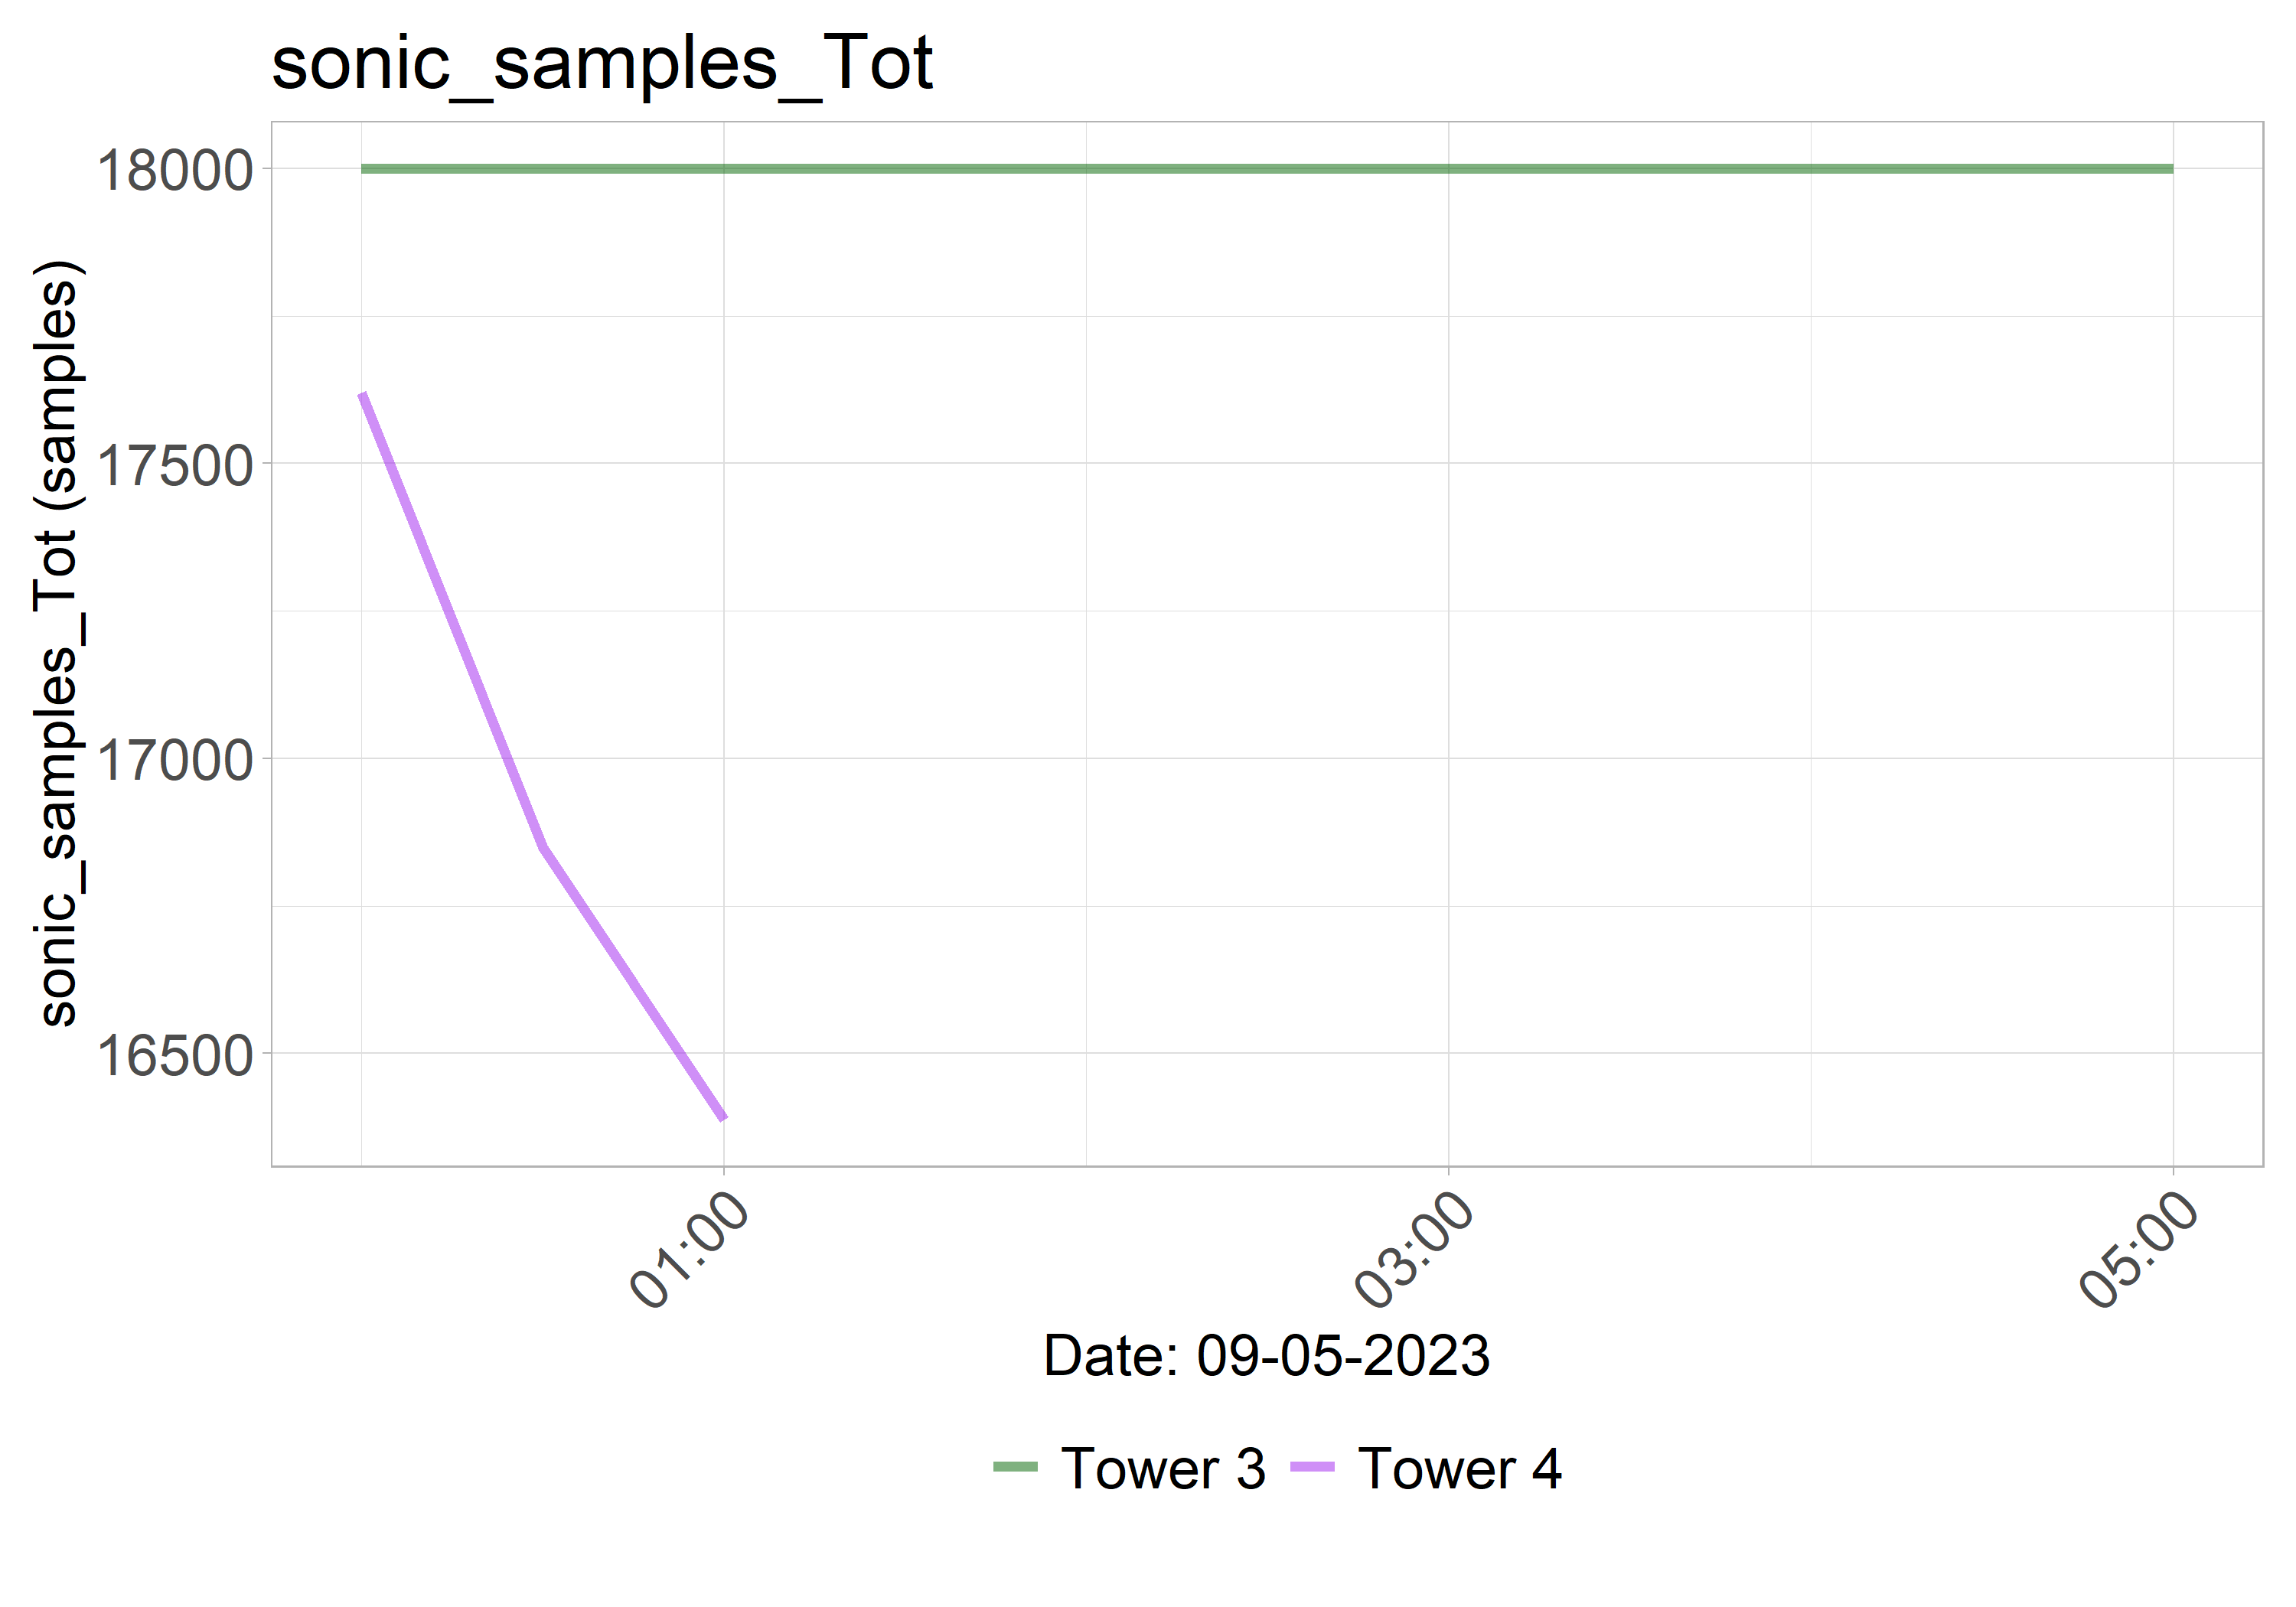 sonic_samples_Tot
sonic_samples_Tot (samples)
18000
17500
17000
16500
01:00
03:00
05:00
Date: 09-05-2023
Tower 3
Tower 4